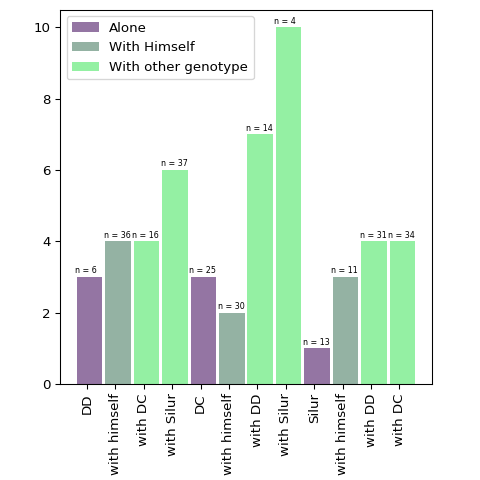 Alone
With Himself
With other genotype
10
8
6
4
2
0
n = 6
n = 36
n = 16
n = 37
n = 25
n = 30
n = 14
n = 4
n = 13
n = 11
n = 31
n = 34
DD
with himself
with DC
with Silur
DC
with himself
with DD
with Silur
Silur
with himself
with DD
with DC